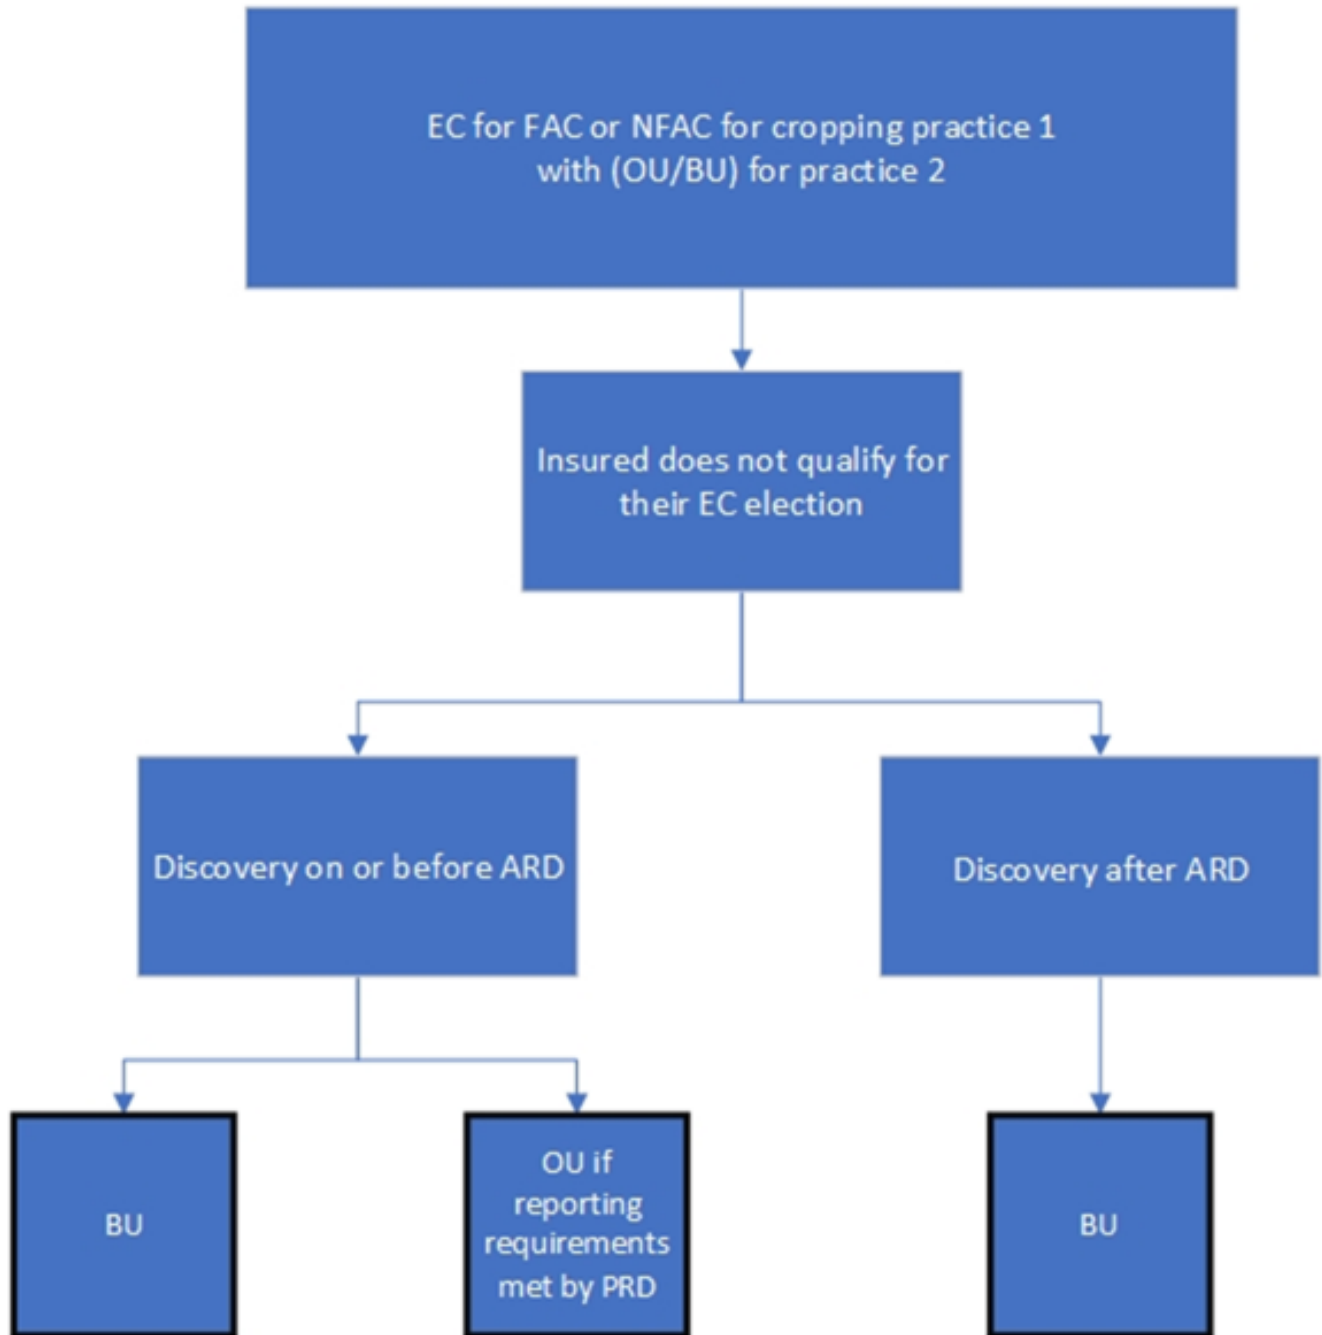 EC for FAC or NFAC for cropping practice 1
with (OU/BU) for practice 2
Insured does not qualify for
their EC election
Discovery on or before ARD
Discovery after ARD
BU
OU if
reporting
requirements
met by PRD
BU